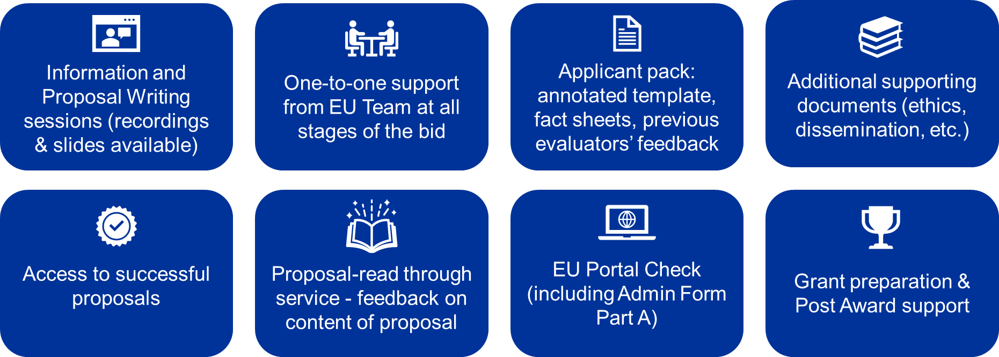 Information and
Proposal Writing
sessions (recordings
& slides available)
One-to-one support
from EU Team at all
stages of the bid
Applicant pack:
annotated template,
fact sheets, previous
evaluators’ feedback
Additional supporting
documents (ethics,
dissemination, etc.)
Access to successful
proposals
Proposal-read through
service - feedback on
content of proposal
EU Portal Check
(including Admin Form
Part A)
Grant preparation &
Post Award support